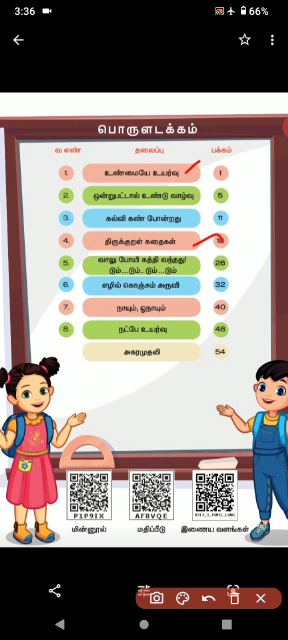 3:36
66%
பொருளடக்கம்
வ எண் தலைப்பு பக்கம்
1. உண்மையே உயர்வு 1
2. ஒன்றுபட்டால் உண்டு வாழ்வு 5
3. கல்வி கண் போன்றது 11
4. திருக்குறள் கதைகள் 18
5. வாலு போயி கத்தி வந்தது! 26
டும்...டும்..டும்...டும்
6. எழில் கொஞ்சும் அருவி 32
7. நாயும், ஓநாயும் 40
8. நட்பே உயர்வு 48
அகரமுதலி 54
P1P9IX AFBVQE
மின்னூல் மதிப்பீடு இணைய வளங்கள்